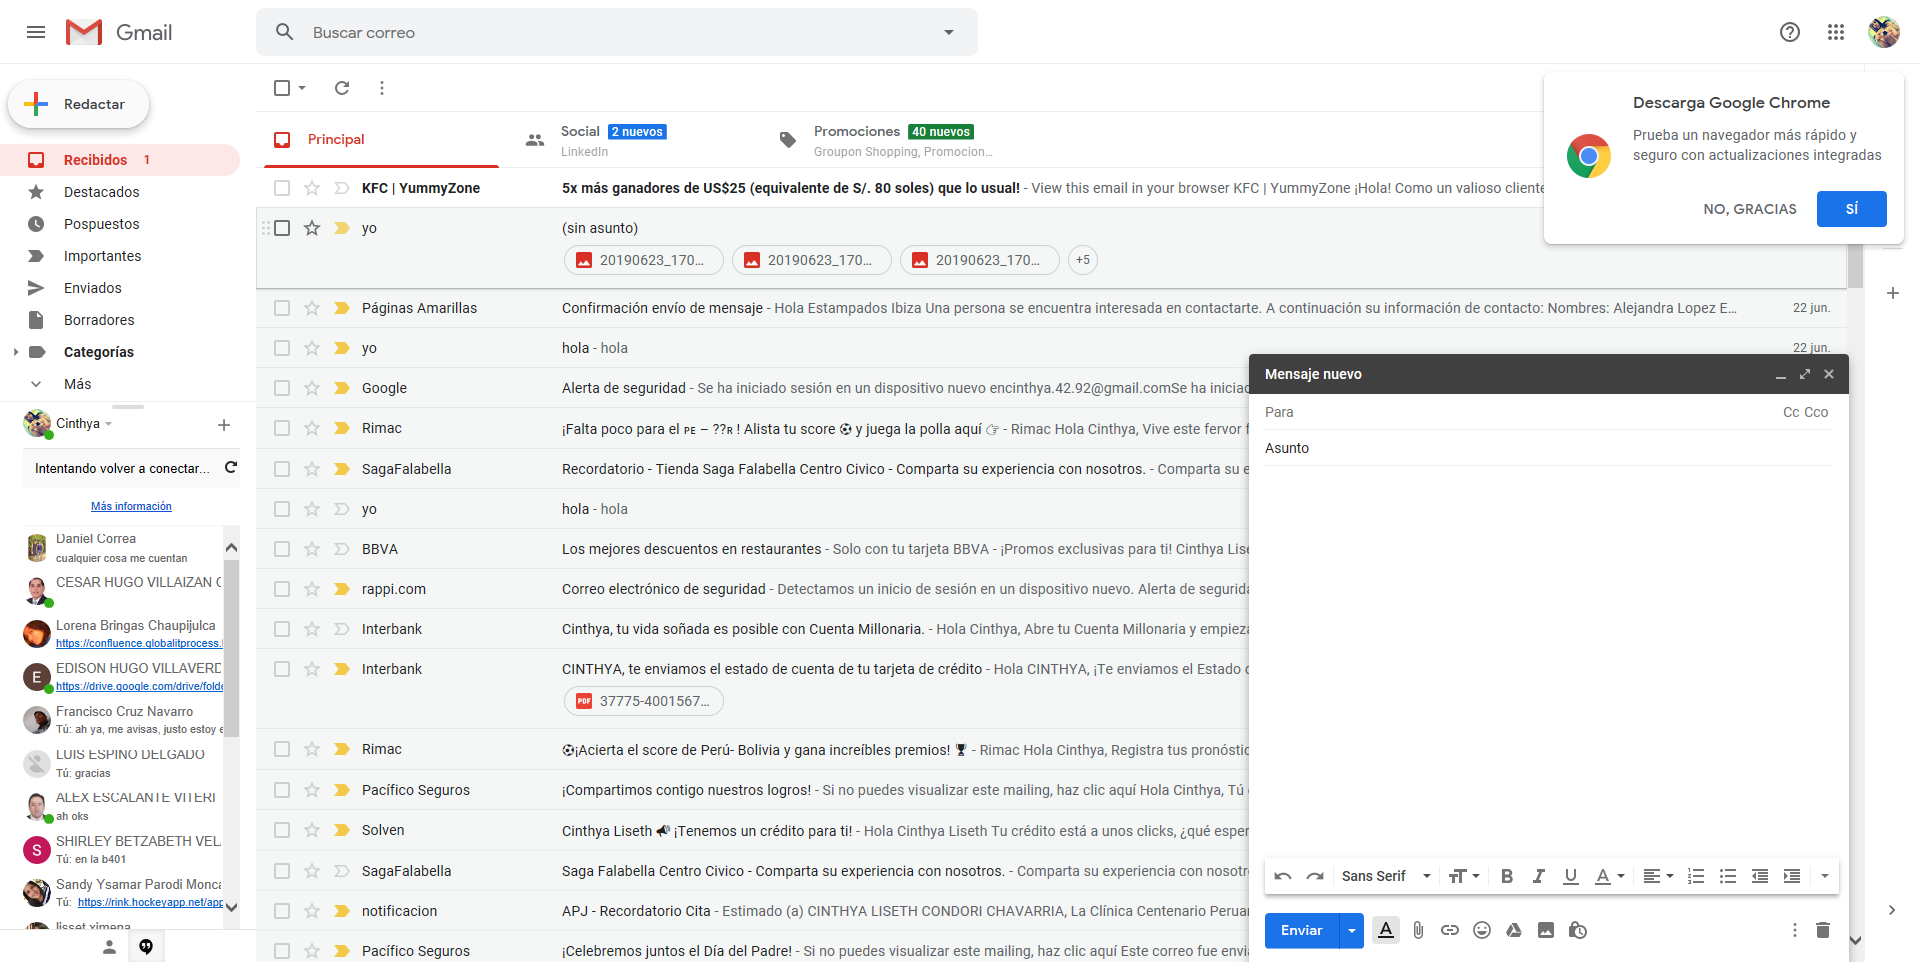 Gmail
Buscar correo
Redactar
Recibidos 1
Destacados
Pospuestos
Importantes
Enviados
Borradores
Categorías
Más
Cinthya
Intentando volver a conectar...
Más información
Daniel Correa
cualquier cosa me cuentan
CESAR HUGO VILLAIZAN
Lorena Bringas Chaupijulca
https://confluence.globalitprocess.
EDISON HUGO VILLAVERD
https://drive.google.com/drive/folde
Francisco Cruz Navarro
Tú: ah ya, me avisas, justo estoy e
LUIS ESPINO DELGADO
Tú: gracias
ALEX ESCALANTE VITERI
ah oks
SHIRLEY BETZABETH VEL
Tú: en la b401
Sandy Ysamar Parodi Monca
Tú: https://rink.hockeyapp.net/app
lisset ximena
Principal
Social 2 nuevos
LinkedIn
Promociones 40 nuevos
Groupon Shopping, Promocion...
KFC | YummyZone 5x más ganadores de US$25 (equivalente de S/. 80 soles) que lo usual! - View this email in your browser KFC | YummyZone ¡Hola! Como un valioso cliente
yo (sin asunto)
20190623_170... 20190623_170... 20190623_170... +5
Páginas Amarillas Confirmación envío de mensaje - Hola Estampados Ibiza Una persona se encuentra interesada en contactarte. A continuación su información de contacto: Nombres: Alejandra Lopez E... 22 jun.
yo hola - hola 22 jun.
Google Alerta de seguridad - Se ha iniciado sesión en un dispositivo nuevo encinthya.42.92@gmail.comSe ha iniciad
Rimac ¡Falta poco para el ᴘᴇ – ??ʀ ! Alista tu score ⚽ y juega la polla aquí 👉 - Rimac Hola Cinthya, Vive este fervor f
SagaFalabella Recordatorio - Tienda Saga Falabella Centro Civico - Comparta su experiencia con nosotros. - Comparta su e
yo hola - hola
BBVA Los mejores descuentos en restaurantes - Solo con tu tarjeta BBVA - ¡Promos exclusivas para ti! Cinthya Lise
rappi.com Correo electrónico de seguridad - Detectamos un inicio de sesión en un dispositivo nuevo. Alerta de segurida
Interbank Cinthya, tu vida soñada es posible con Cuenta Millonaria. - Hola Cinthya, Abre tu Cuenta Millonaria y empieza
Interbank CINTHYA, te enviamos el estado de cuenta de tu tarjeta de crédito - Hola CINTHYA, ¡Te enviamos el Estado
PDF 37775-4001567...
Rimac ⚽¡Acierta el score de Perú- Bolivia y gana increíbles premios! 🏆 - Rimac Hola Cinthya, Registra tus pronóstic
Pacífico Seguros ¡Compartimos contigo nuestros logros! - Si no puedes visualizar este mailing, haz clic aquí Hola Cinthya, Tú
Solven Cinthya Liseth 📢 ¡Tenemos un crédito para ti! - Hola Cinthya Liseth Tu crédito está a unos clicks, ¿qué esper
SagaFalabella Saga Falabella Centro Civico - Comparta su experiencia con nosotros. - Comparta su experiencia con nosotr
notificacion APJ - Recordatorio Cita - Estimado (a) CINTHYA LISETH CONDORI CHAVARRIA, La Clínica Centenario Peruan
Pacífico Seguros ¡Celebremos juntos el Día del Padre! - Si no puedes visualizar este mailing, haz clic aquí Este correo fue envia
Descarga Google Chrome
Prueba un navegador más rápido y
seguro con actualizaciones integradas
NO, GRACIAS SÍ
Mensaje nuevo
Para Cc Cco
Asunto
Sans Serif
Enviar